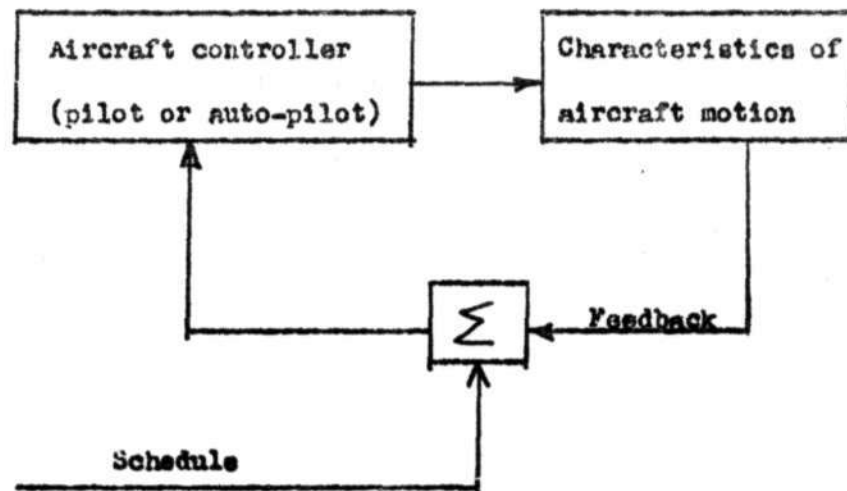 Aircraft controller
(pilot or auto-pilot)
Characteristics of
aircraft motion
Σ
Feedback
Schedule